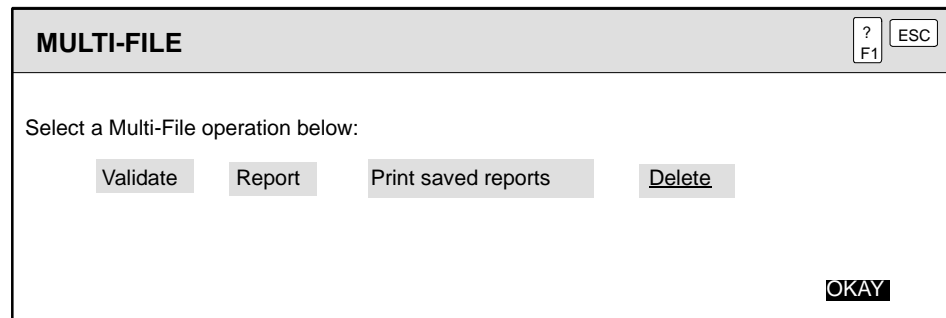 MULTI-FILE
? F1
ESC
Select a Multi-File operation below:
Validate Report Print saved reports Delete
OKAY